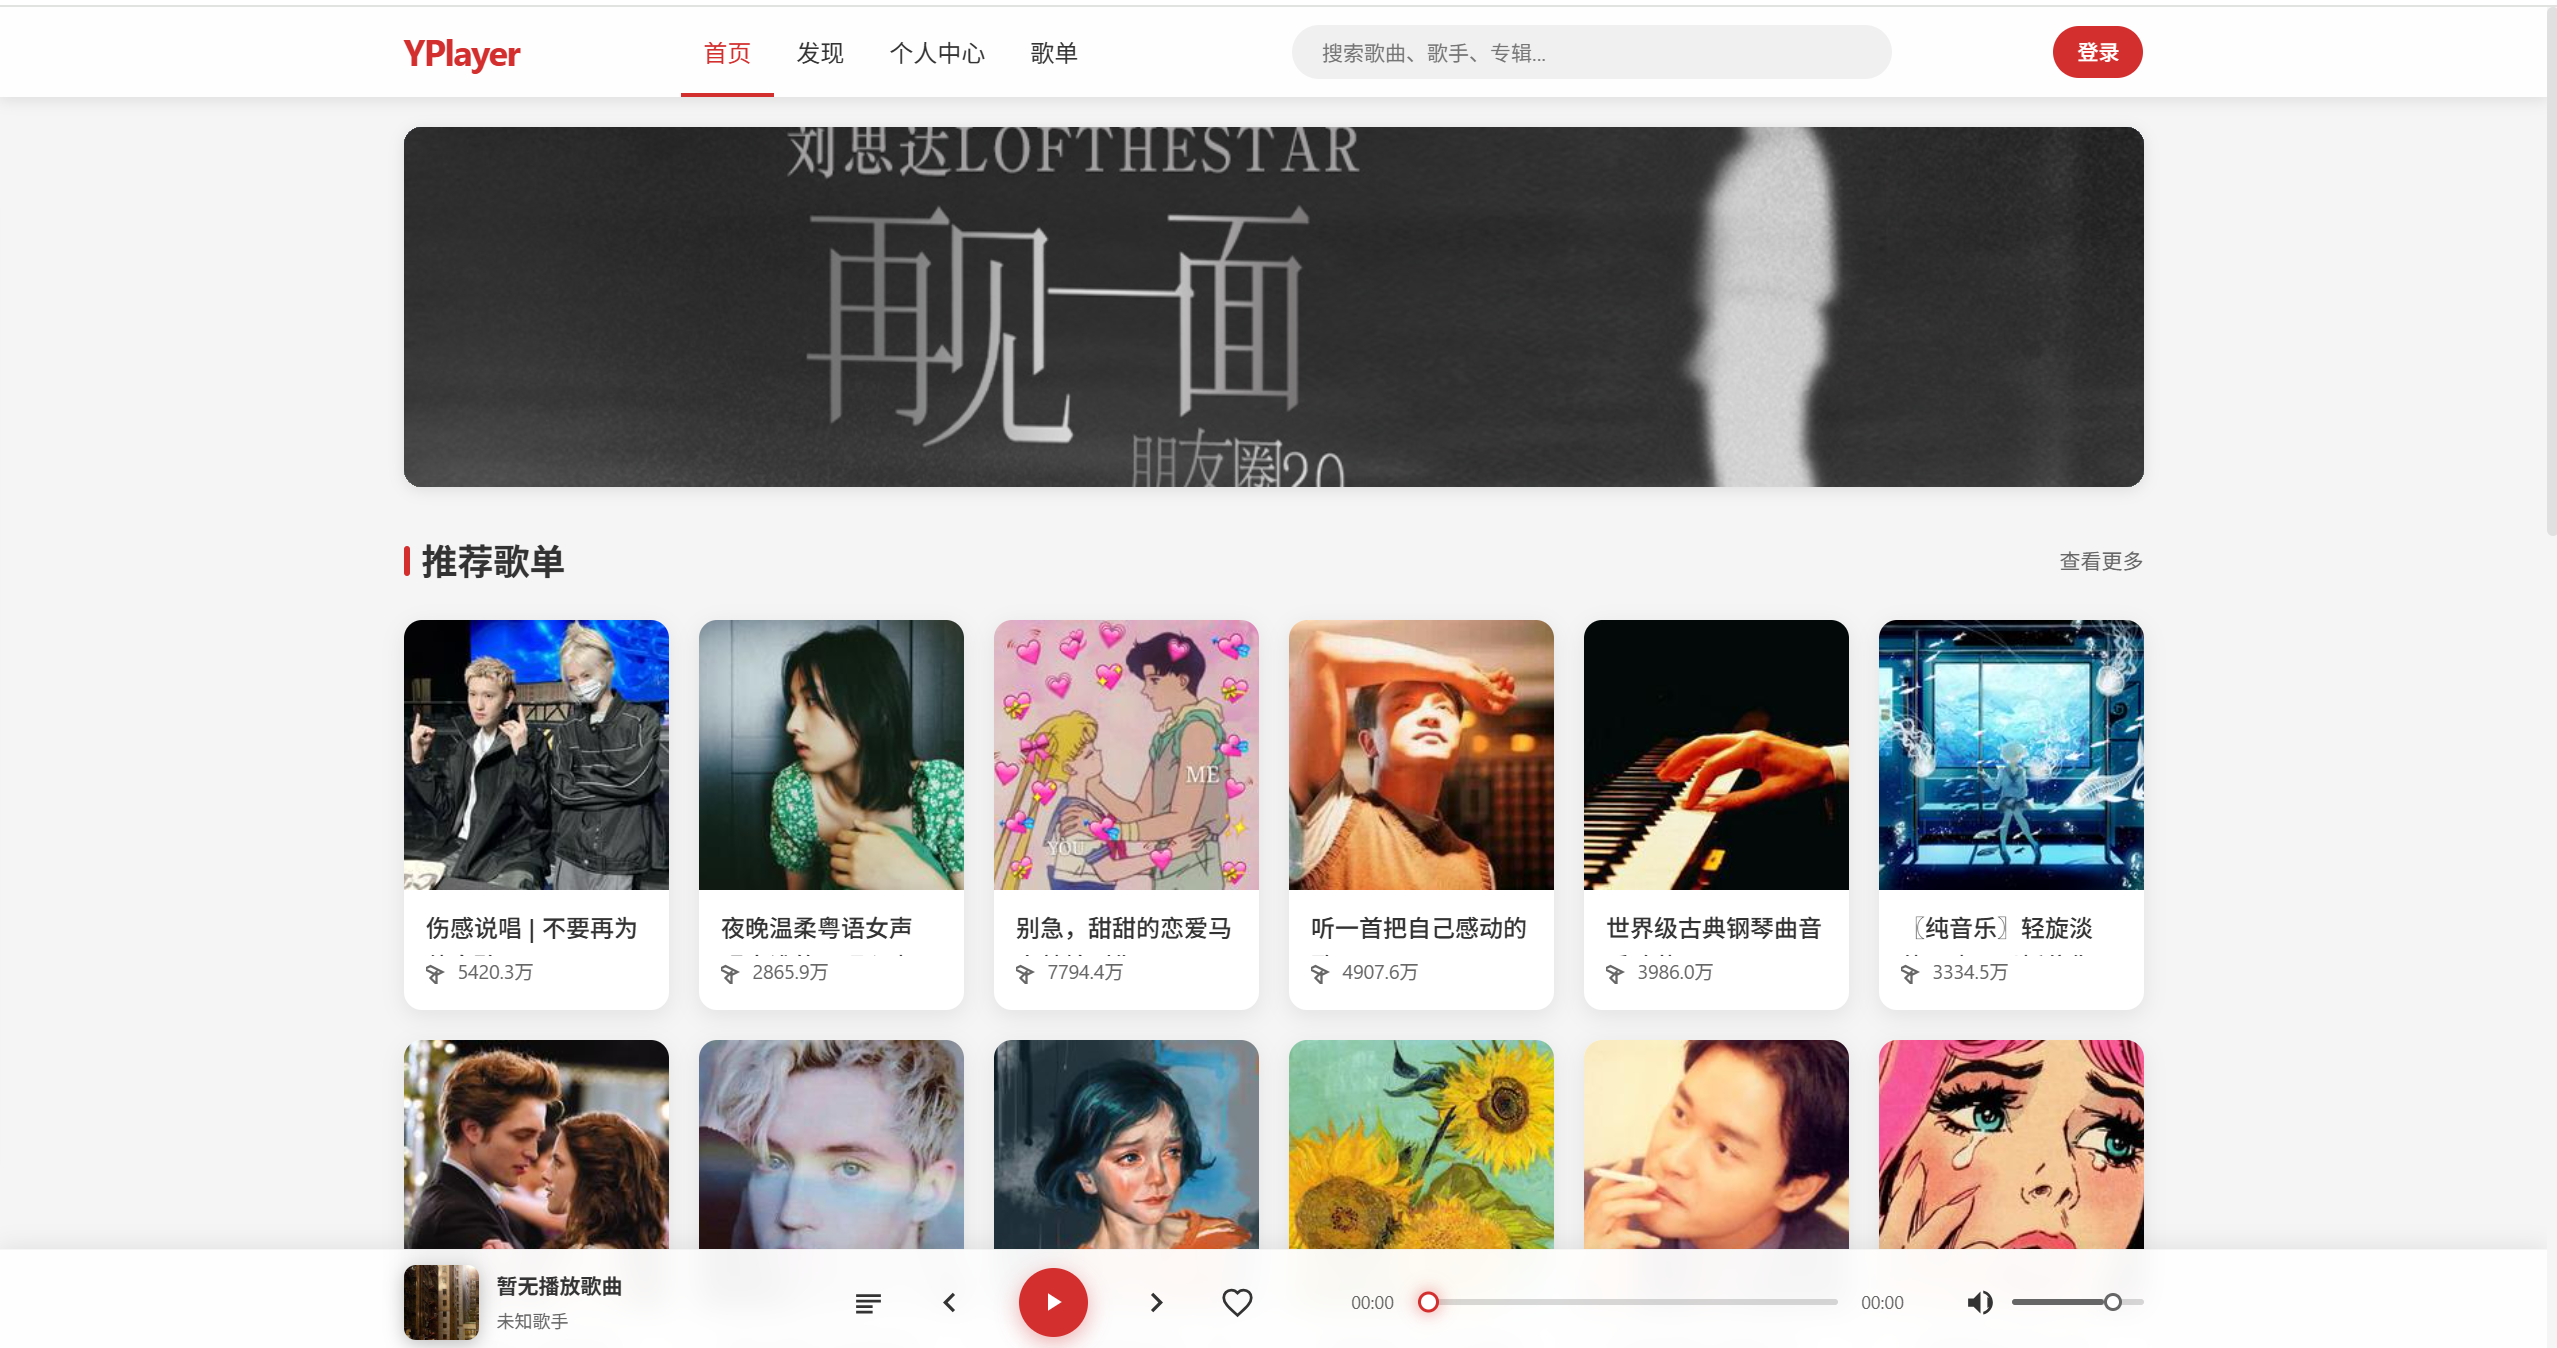 YPlayer
首页
发现
个人中心
歌单
搜索歌曲、歌手、专辑...
登录
刘思达LOFTHESTAR
再见一面
朋友圈20
推荐歌单
查看更多
ME
YOU
伤感说唱 | 不要再为
5420.3万
夜晚温柔粤语女声
2865.9万
别急，甜甜的恋爱马
7794.4万
听一首把自己感动的
4907.6万
世界级古典钢琴曲音
3986.0万
〖纯音乐〗轻旋淡
3334.5万
暂无播放歌曲
未知歌手
00:00
00:00